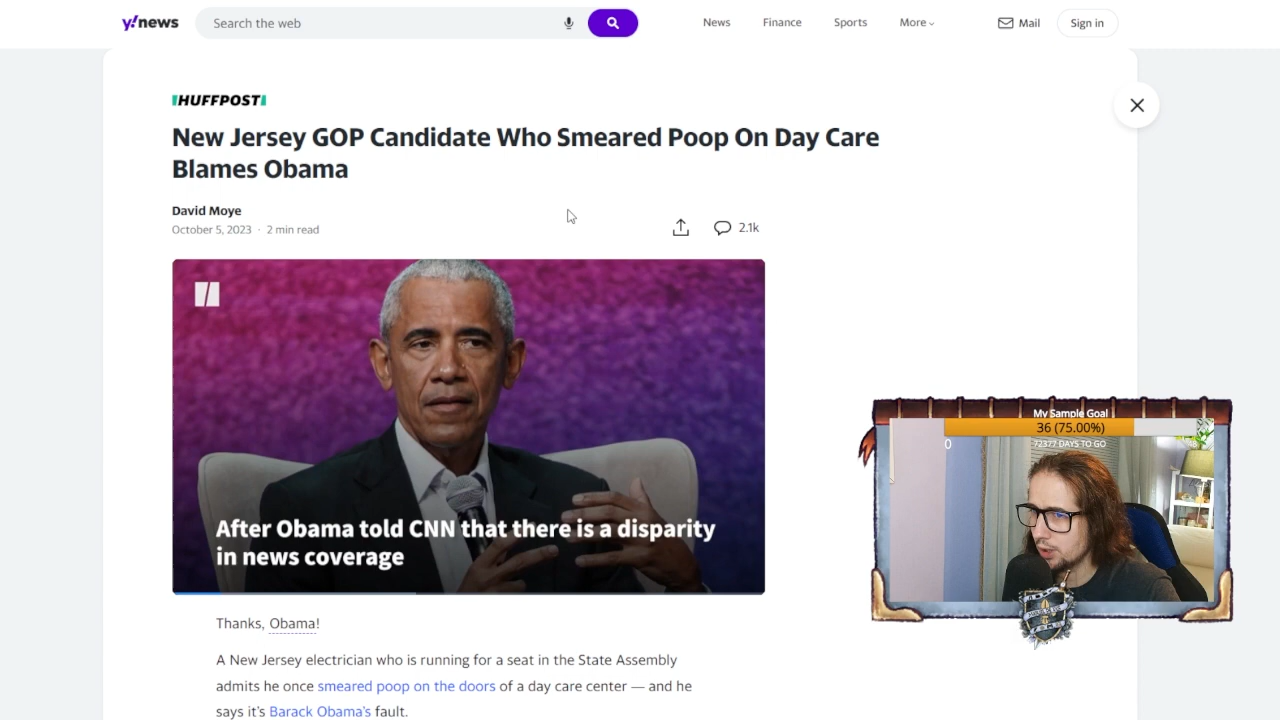 y!news
Search the web
News
Finance
Sports
More
Mail
Sign in
HUFFPOST
New Jersey GOP Candidate Who Smeared Poop On Day Care
Blames Obama
David Moye
October 5, 2023 · 2 min read
2.1k
After Obama told CNN that there is a disparity
in news coverage
My Sample Goal
36 (75.00%)
0
72377 DAYS TO GO
Thanks, Obama!
A New Jersey electrician who is running for a seat in the State Assembly
admits he once smeared poop on the doors of a day care center — and he
says it's Barack Obama's fault.